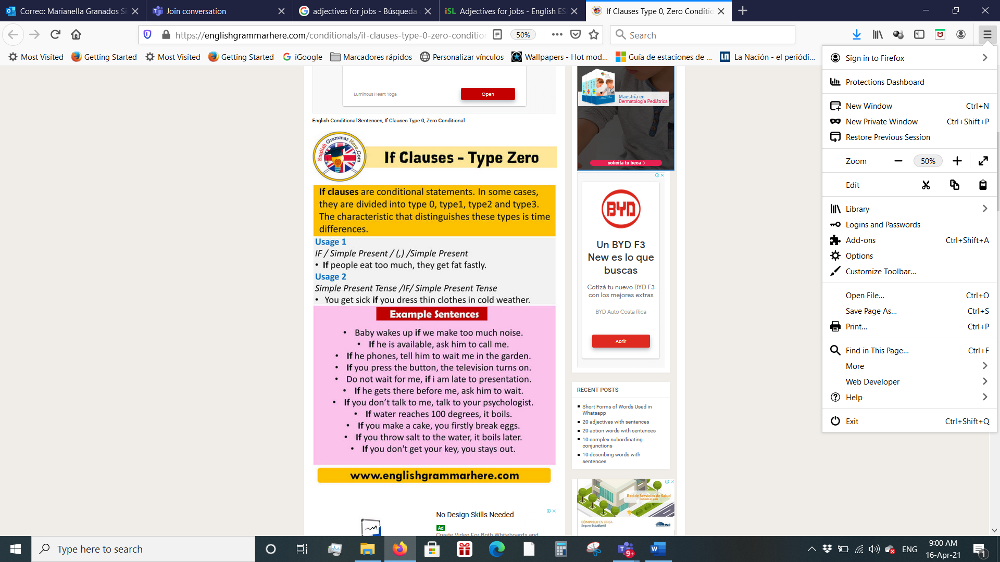 Correo: Marianella Granados Si
Join conversation
adjectives for jobs - Búsqueda
Adjectives for jobs - English ES
If Clauses Type 0, Zero Conditio
https://englishgrammarhere.com/conditionals/if-clauses-type-0-zero-condition
50%
Search
Most Visited
Getting Started
Most Visited
Getting Started
iGoogle
Marcadores rápidos
Personalizar vínculos
Wallpapers - Hot mod...
Guía de estaciones de ...
La Nación - el periódi...
Luminous Heart Yoga
Open
English Conditional Sentences, If Clauses Type 0, Zero Conditional
English Grammar Here.Com
If Clauses - Type Zero
If clauses are conditional statements. In some cases,
they are divided into type 0, type1, type2 and type3.
The characteristic that distinguishes these types is time
differences.
Usage 1
IF / Simple Present / (,) /Simple Present
• If people eat too much, they get fat fastly.
Usage 2
Simple Present Tense /IF/ Simple Present Tense
• You get sick if you dress thin clothes in cold weather.
Example Sentences
• Baby wakes up if we make too much noise.
• If he is available, ask him to call me.
• If he phones, tell him to wait me in the garden.
• If you press the button, the television turns on.
• Do not wait for me, if i am late to presentation.
• If he gets there before me, ask him to wait.
• If you don't talk to me, talk to your psychologist.
• If water reaches 100 degrees, it boils.
• If you make a cake, you firstly break eggs.
• If you throw salt to the water, it boils later.
• If you don't get your key, you stays out.
www.englishgrammarhere.com
No Design Skills Needed
Ad
Create Video For Both Whiteboards and
Maestría en
Dermatología Pediátrica
solicita tu beca >
BYD
Un BYD F3
New es lo que
buscas
Cotizá tu nuevo BYD F3
con los mejores extras
BYD Auto Costa Rica
Abrir
RECENT POSTS
Short Forms of Words Used in
Whatsapp
20 adjectives with sentences
20 action words with sentences
10 complex subordinating
conjunctions
10 describing words with
sentences
Red de Servicios de Salud
en todo el país
CÓMPRELO EN LÍNEA
Seguro Estudiantil
INS
Sign in to Firefox
Protections Dashboard
New Window Ctrl+N
New Private Window Ctrl+Shift+P
Restore Previous Session
Zoom 50%
Edit
Library
Logins and Passwords
Add-ons Ctrl+Shift+A
Options
Customize Toolbar...
Open File... Ctrl+O
Save Page As... Ctrl+S
Print... Ctrl+P
Find in This Page... Ctrl+F
More
Web Developer
Help
Exit Ctrl+Shift+Q
Type here to search
9+
ENG
9:00 AM
16-Apr-21
1